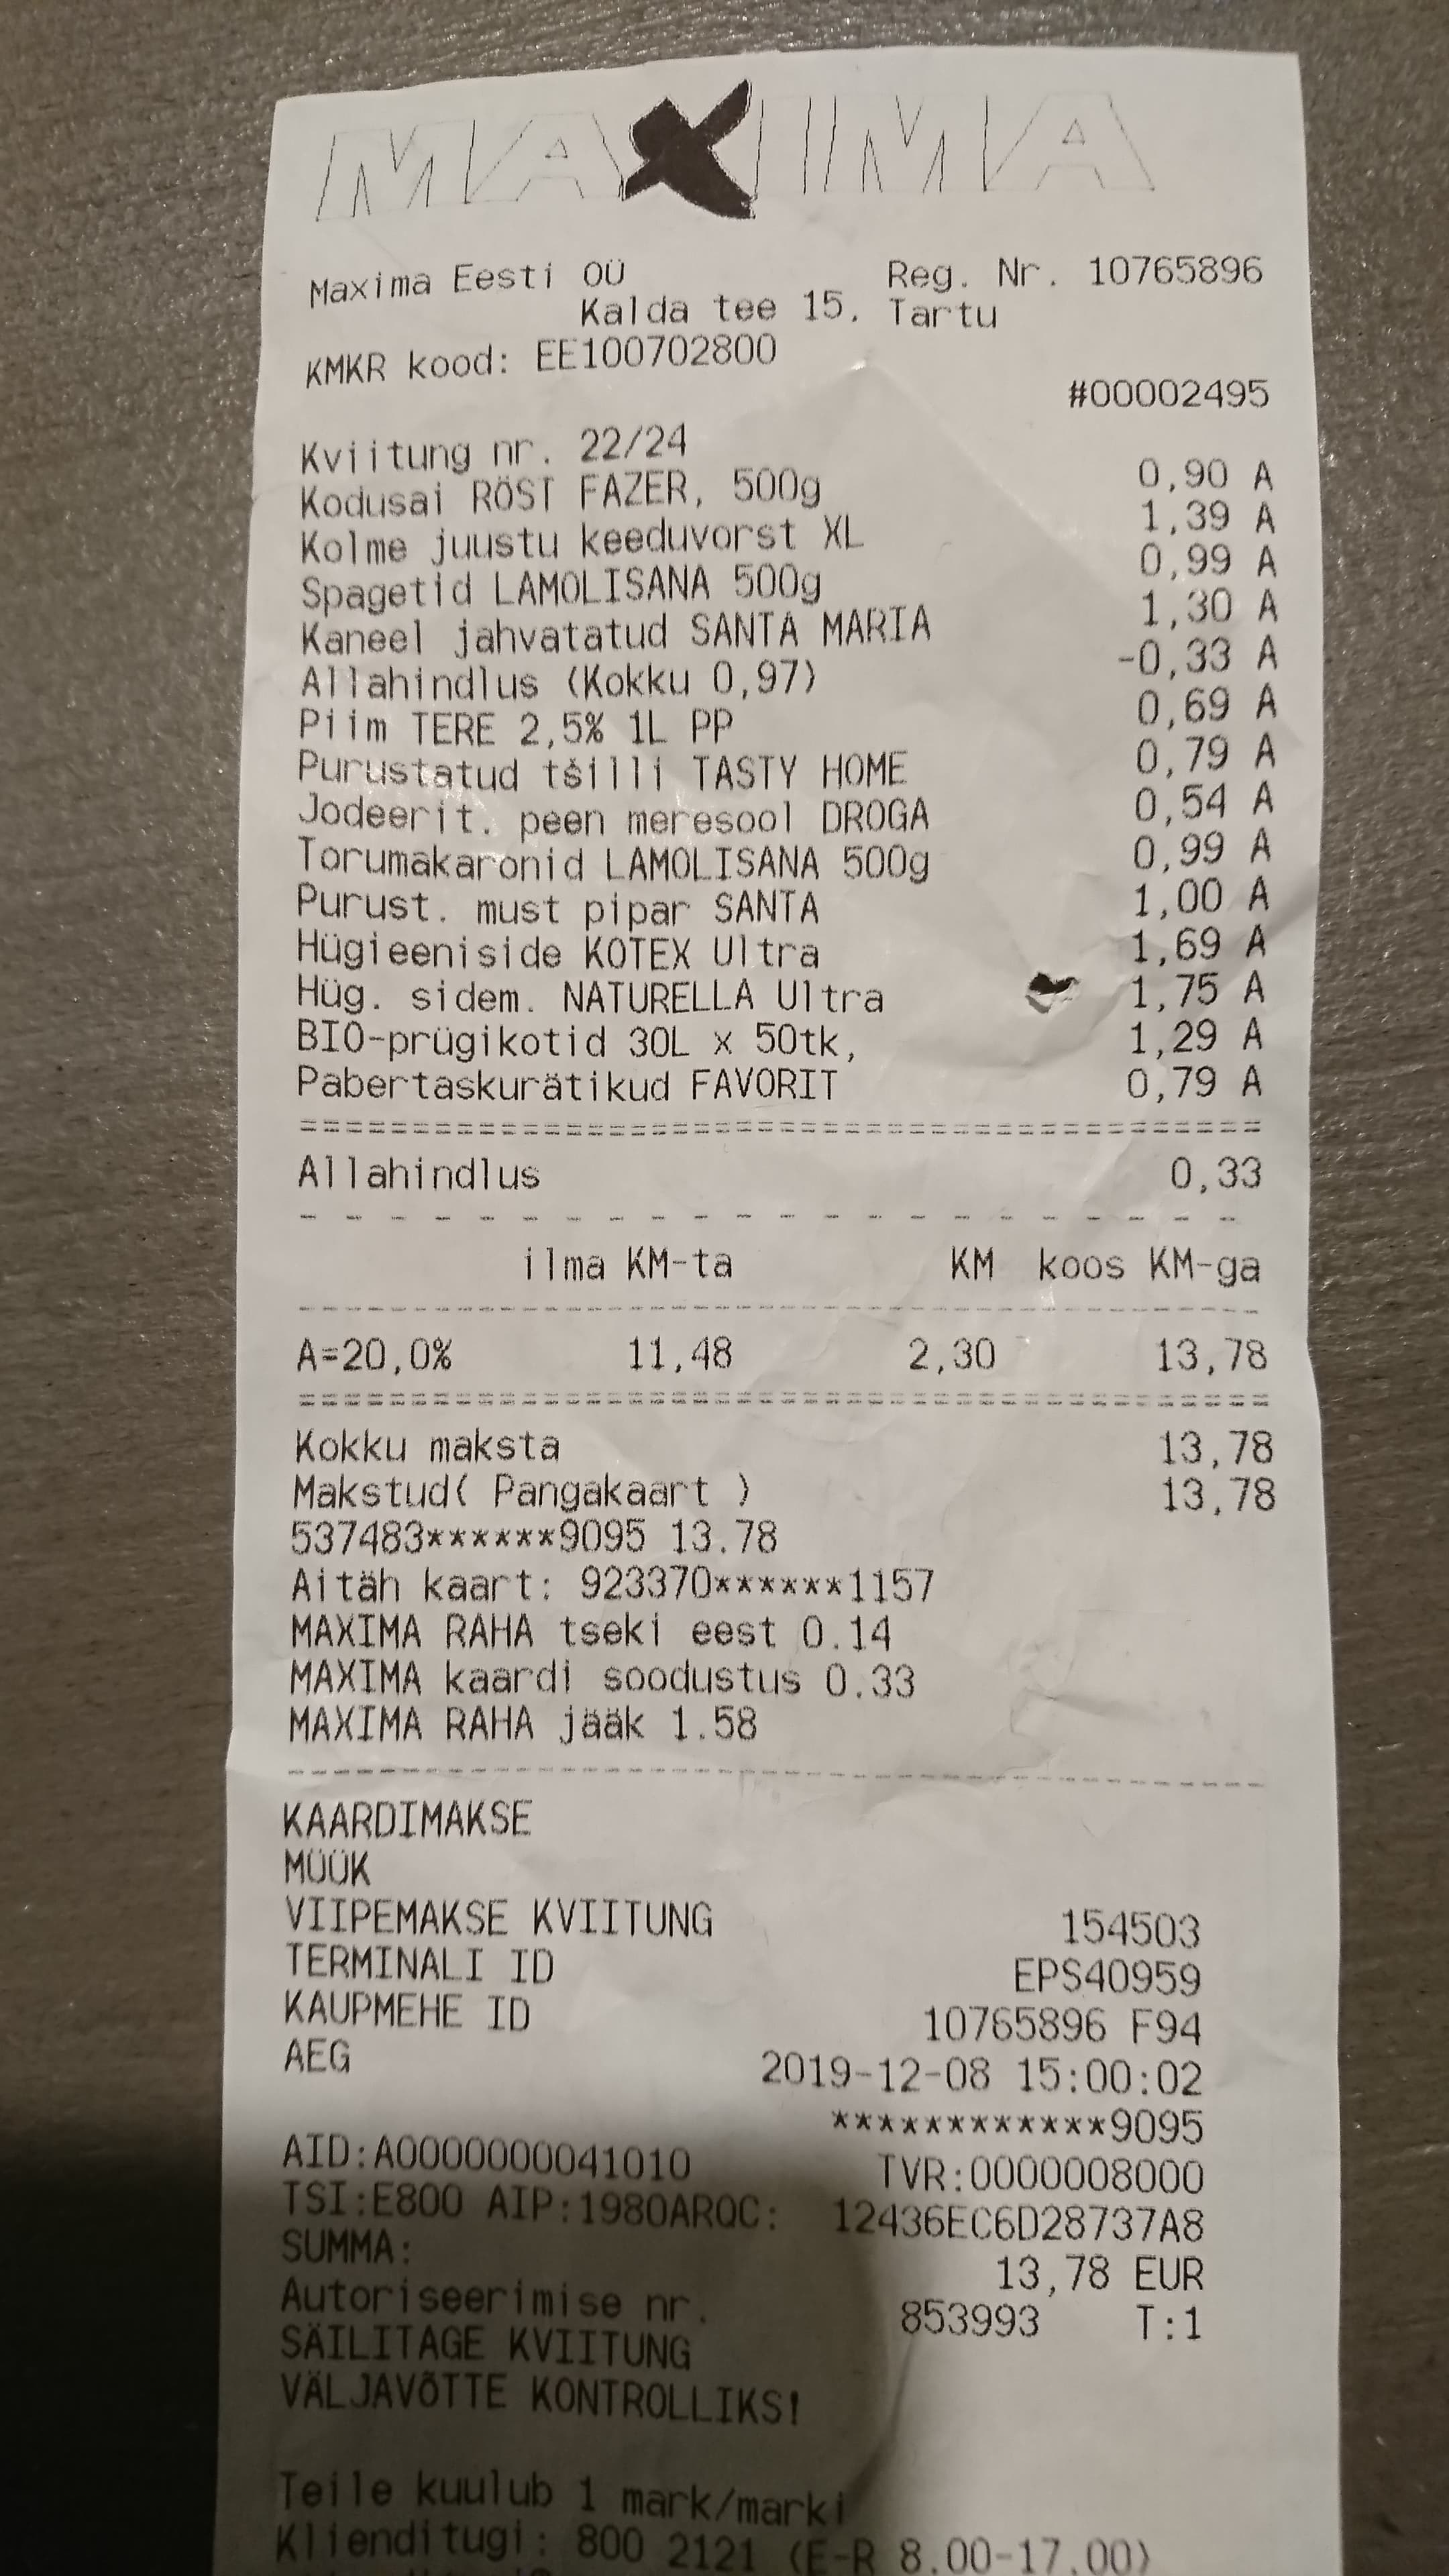 MAXIMA
Maxima Eesti OÜ Reg. Nr. 10765896
Kalda tee 15, Tartu
KMKR kood: EE100702800
#00002495
Kviitung nr. 22/24
Kodusai RÖST FAZER, 500g 0,90 A
Kolme juustu keeduvorst XL 1,39 A
Spagetid LAMOLISANA 500g 0,99 A
Kaneel jahvatatud SANTA MARIA 1,30 A
Allahindlus (Kokku 0,97) -0,33 A
Piim TERE 2,5% 1L PP 0,69 A
Purustatud tšilli TASTY HOME 0,79 A
Jodeerit. peen meresool DROGA 0,54 A
Torumakaronid LAMOLISANA 500g 0,99 A
Purust. must pipar SANTA 1,00 A
Hügieeniside KOTEX Ultra 1,69 A
Hüg. sidem. NATURELLA Ultra 1,75 A
BIO-prügikotid 30L x 50tk, 1,29 A
Pabertaskurätikud FAVORIT 0,79 A
Allahindlus 0,33
ilma KM-ta KM koos KM-ga
A=20,0% 11,48 2,30 13,78
Kokku maksta 13,78
Makstud( Pangakaart ) 13,78
537483******9095 13.78
Aitäh kaart: 923370******1157
MAXIMA RAHA tseki eest 0.14
MAXIMA kaardi soodustus 0.33
MAXIMA RAHA jääk 1.58
KAARDIMAKSE
MÜÜK
VIIPEMAKSE KVIITUNG 154503
TERMINALI ID EPS40959
KAUPMEHE ID 10765896 F94
AEG 2019-12-08 15:00:02
************9095
AID:A0000000041010 TVR:0000008000
TSI:E800 AIP:1980ARQC: 12436EC6D28737A8
SUMMA: 13,78 EUR
Autoriseerimise nr. 853993 T:1
SÄILITAGE KVIITUNG
VÄLJAVÕTTE KONTROLLIKS!
Teile kuulub 1 mark/marki
Klienditugi: 800 2121 (E-R 8.00-17.00)